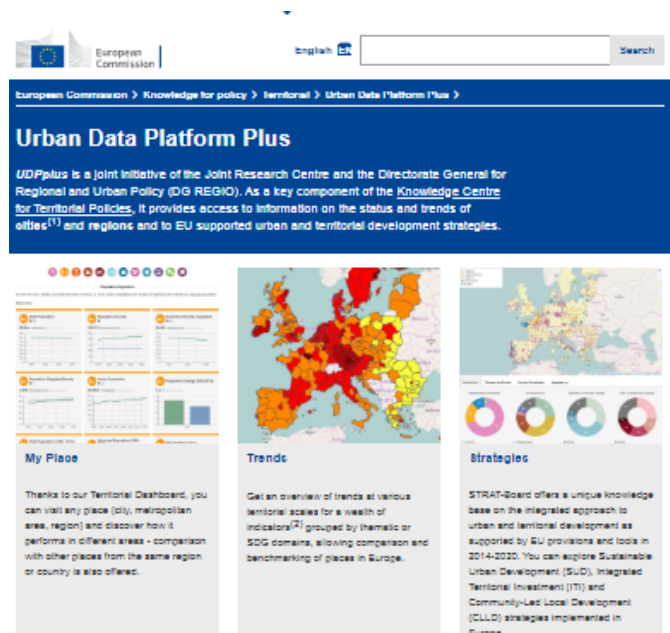 European
Commission
English EN
Search
European Commission > Knowledge for policy > Territorial > Urban Data Platform Plus >
Urban Data Platform Plus
UDPplus is a joint initiative of the Joint Research Centre and the Directorate General for
Regional and Urban Policy (DG REGIO). As a key component of the Knowledge Centre
for Territorial Policies, it provides access to information on the status and trends of
cities[1] and regions and to EU supported urban and territorial development strategies.
My Place
Thanks to our Territorial Dashboard, you
can visit any place (city, metropolitan
area, region) and discover how it
performs in different areas - comparison
with other places from the same region
or country is also offered.
Trends
Get an overview of trends at various
territorial scales for a wealth of
indicators[2] grouped by thematic or
SDG domains, allowing comparison and
benchmarking of places in Europe.
Strategies
STRAT-Board offers a unique knowledge
base on the integrated approach to
urban and territorial development as
supported by EU provisions and tools in
2014-2020. You can explore Sustainable
Urban Development (SUD), Integrated
Territorial Investment (ITI) and
Community-Led Local Development
(CLLD) strategies implemented in
Europe